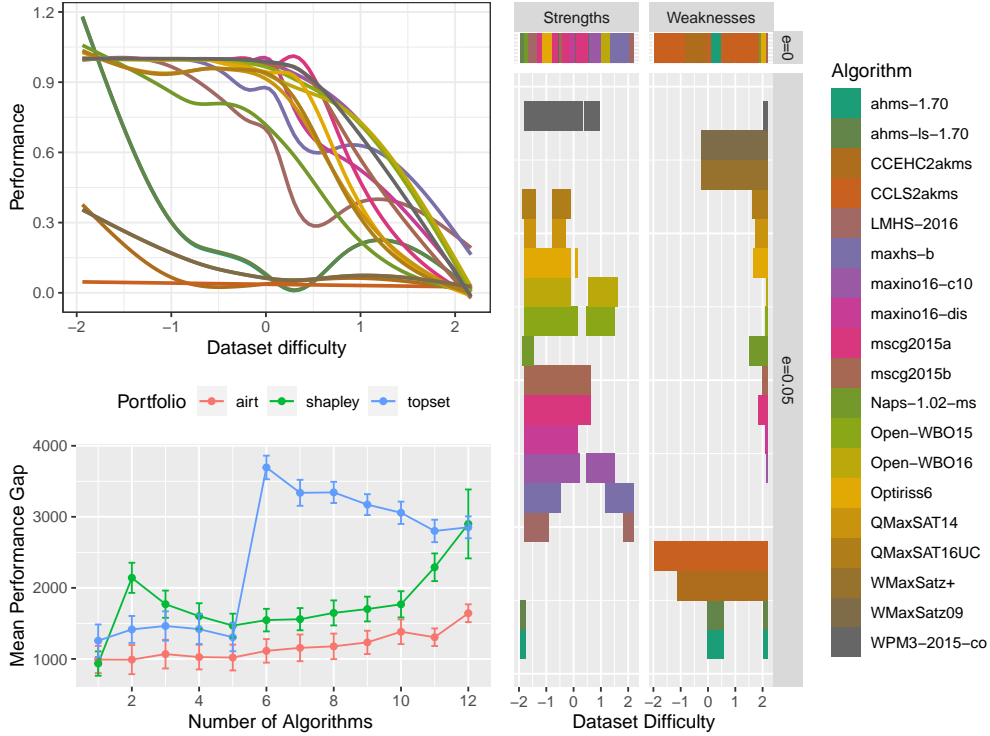 1.2
0.9
0.6
0.3
0.0
Performance
−2
−1
0
1
2
Dataset difficulty
Portfolio
airt
shapley
topset
4000
3000
2000
1000
Mean Performance Gap
2
4
6
8
10
12
Number of Algorithms
Strengths
Weaknesses
e=0
e=0.05
−2 −1 0 1 2
−2 −1 0 1 2
Dataset Difficulty
Algorithm
ahms−1.70
ahms−ls−1.70
CCEHC2akms
CCLS2akms
LMHS−2016
maxhs−b
maxino16−c10
maxino16−dis
mscg2015a
mscg2015b
Naps−1.02−ms
Open−WBO15
Open−WBO16
Optiriss6
QMaxSAT14
QMaxSAT16UC
WMaxSatz+
WMaxSatz09
WPM3−2015−co